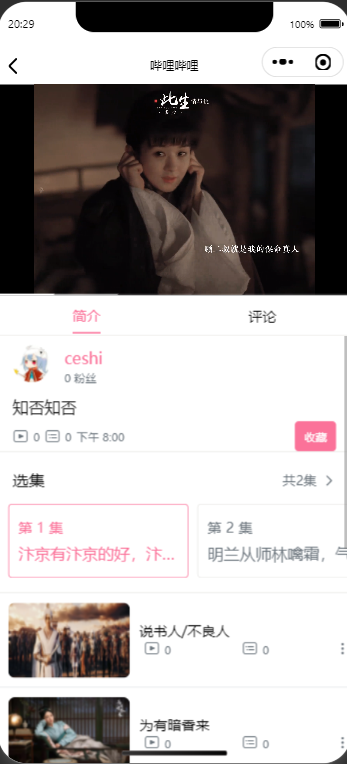 20:29
100%
哔哩哔哩
此生
简介
评论
ceshi
0 粉丝
知否知否
0 0 下午 8:00
收藏
选集
共2集
第 1 集
汴京有汴京的好，汴...
第 2 集
明兰从师林噙霜，
说书人/不良人
0 0
为有暗香来
0 0